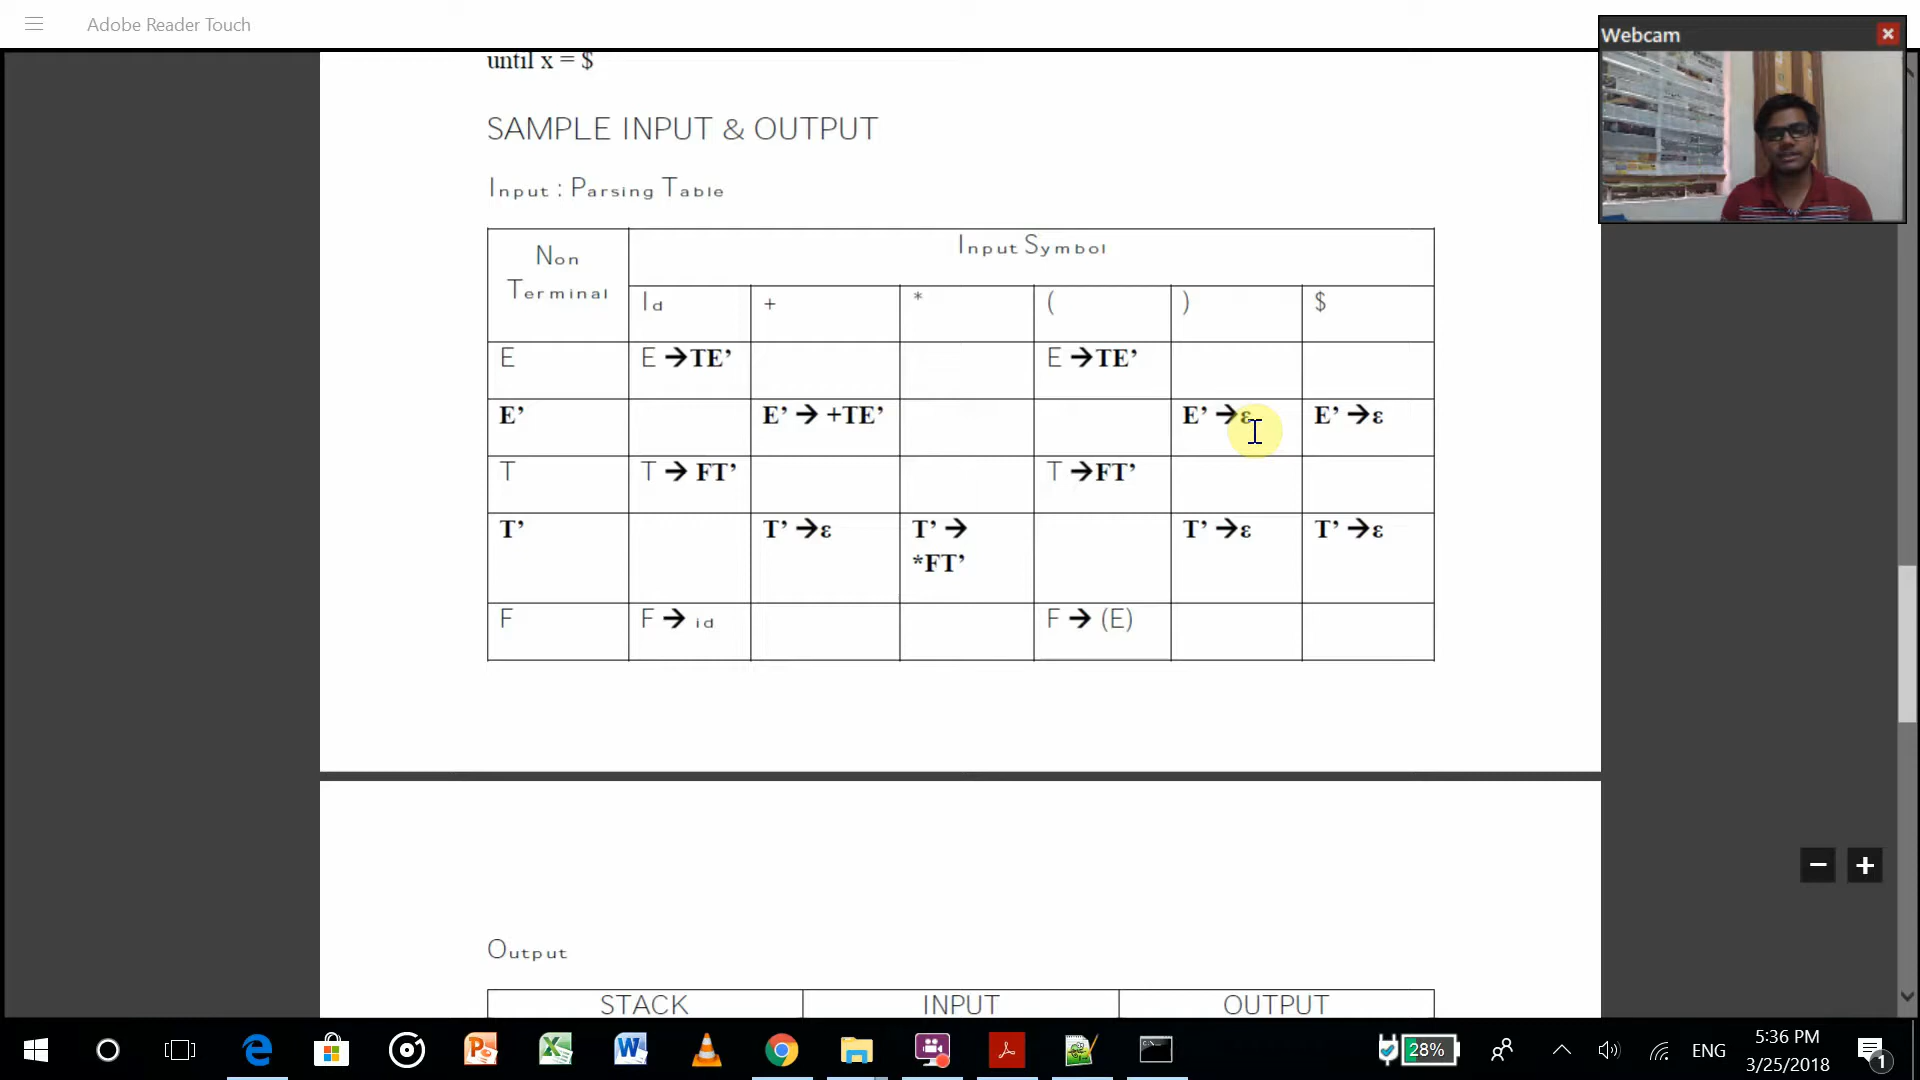 Adobe Reader Touch
Webcam
until x = $
SAMPLE INPUT & OUTPUT
Input : Parsing Table
Non Terminal
Input Symbol
Id + * ( ) $
E E →TE’ E →TE’
E’ E’ → +TE’ E’ →ε E’ →ε
T T → FT’ T →FT’
T’ T’ →ε T’ → *FT’ T’ →ε T’ →ε
F F → id F → (E)
Output
STACK INPUT OUTPUT
28%
ENG
5:36 PM
3/25/2018
1